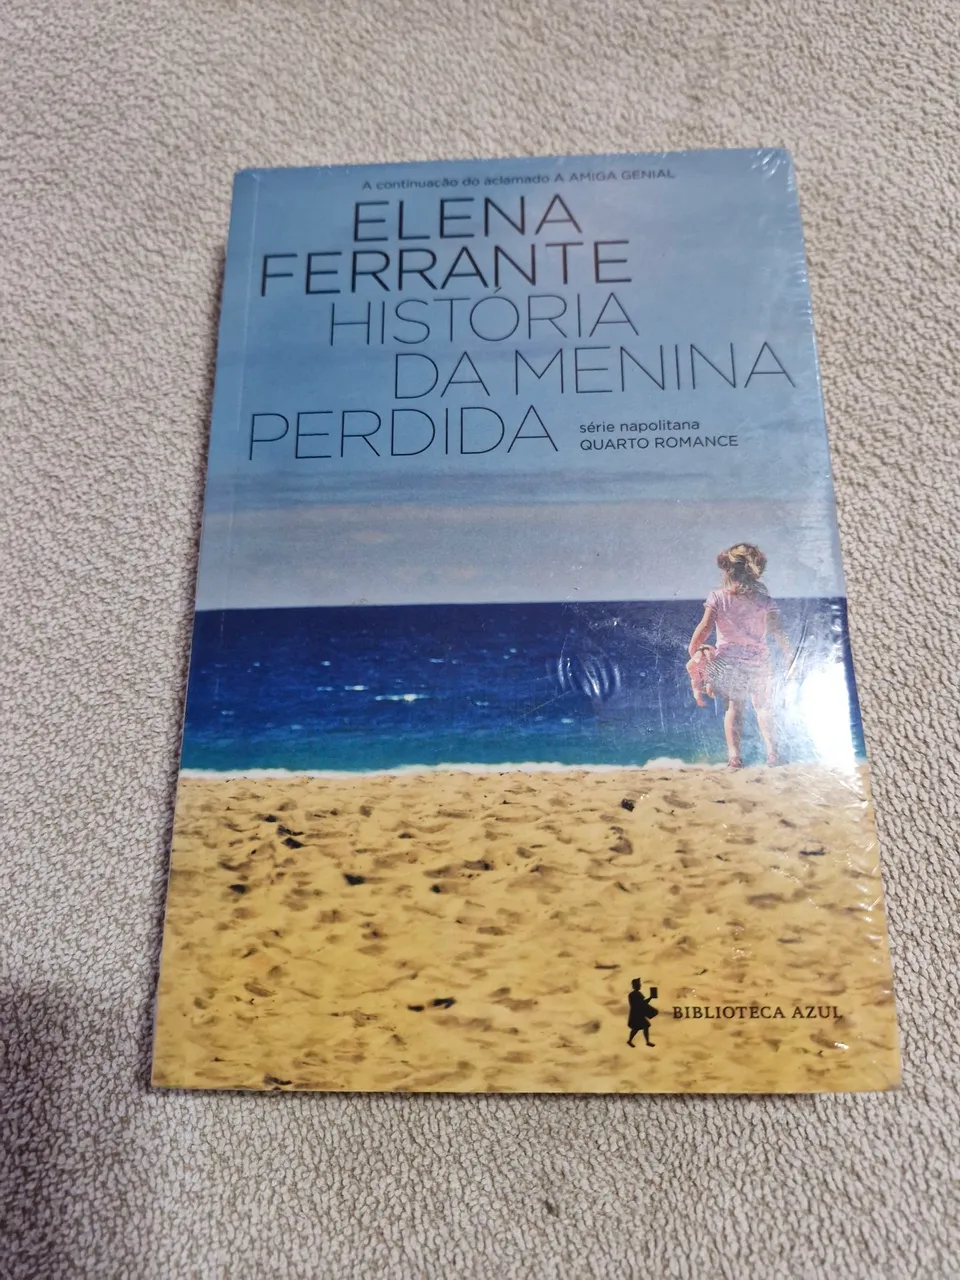 A continuação do aclamado A AMIGA GENIAL
ELENA
FERRANTE
HISTÓRIA
DA MENINA
PERDIDA
série napolitana
QUARTO ROMANCE
BIBLIOTECA AZUL